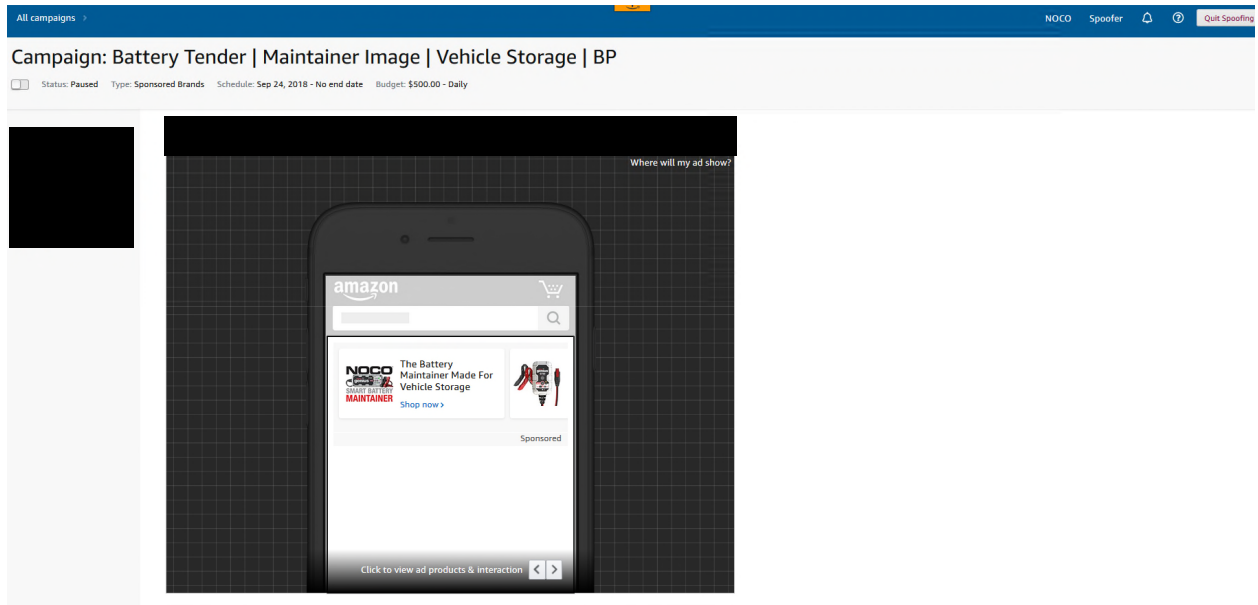 All campaigns >
NOCO Spoofer Quit Spoofing
Campaign: Battery Tender | Maintainer Image | Vehicle Storage | BP
Status: Paused Type: Sponsored Brands Schedule: Sep 24, 2018 - No end date Budget: $500.00 - Daily
Where will my ad show?
amazon
NOCO
SMART BATTERY
MAINTAINER
The Battery
Maintainer Made For
Vehicle Storage
Shop now >
Sponsored
Click to view ad products & interaction